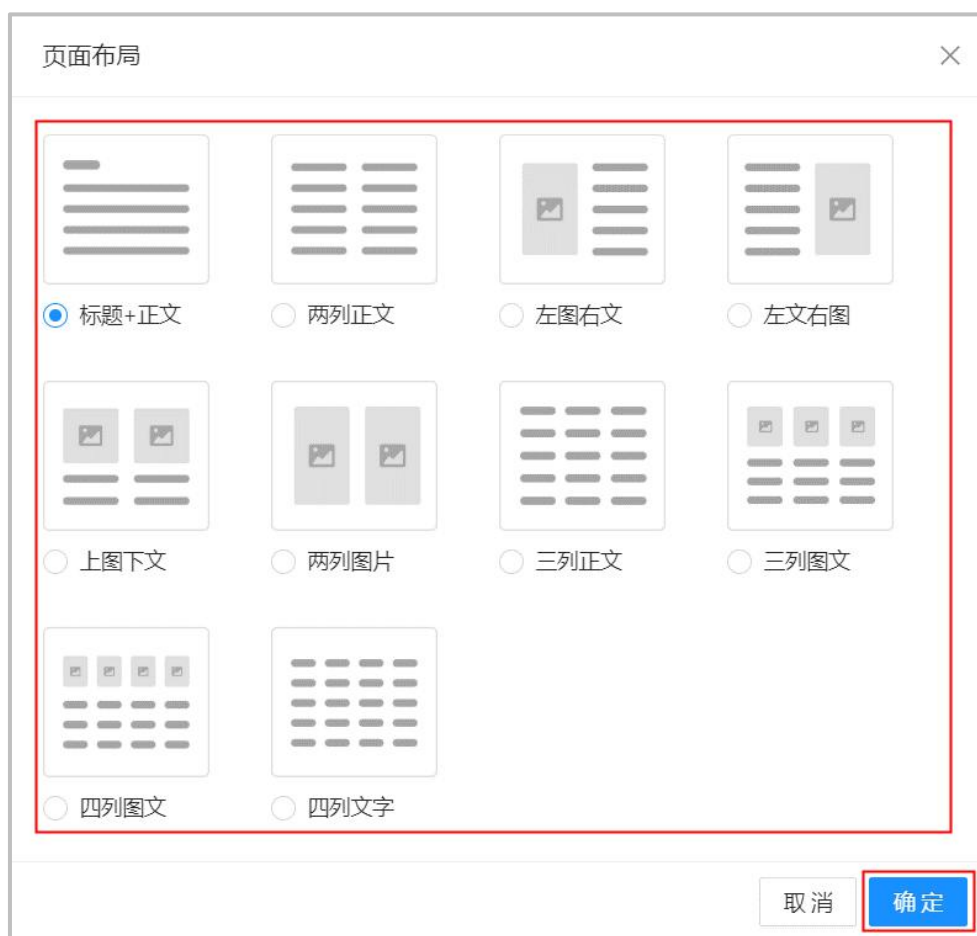 页面布局
标题+正文
两列正文
左图右文
左文右图
上图下文
两列图片
三列正文
三列图文
四列图文
四列文字
取消
确定